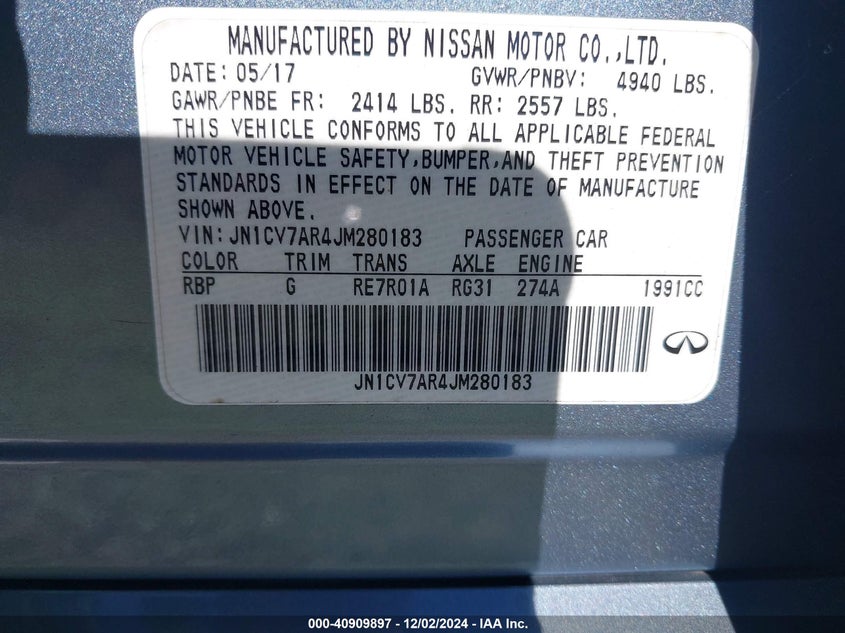 MANUFACTURED BY NISSAN MOTOR CO.,LTD.
DATE: 05/17 GVWR/PNBV: 4940 LBS.
GAWR/PNBE FR: 2414 LBS. RR: 2557 LBS.
THIS VEHICLE CONFORMS TO ALL APPLICABLE FEDERAL
MOTOR VEHICLE SAFETY,BUMPER,AND THEFT PREVENTION
STANDARDS IN EFFECT ON THE DATE OF MANUFACTURE
SHOWN ABOVE.
VIN: JN1CV7AR4JM280183 PASSENGER CAR
COLOR TRIM TRANS AXLE ENGINE
RBP G RE7R01A RG31 274A 1991CC
JN1CV7AR4JM280183
000-40909897 - 12/02/2024 - IAA Inc.